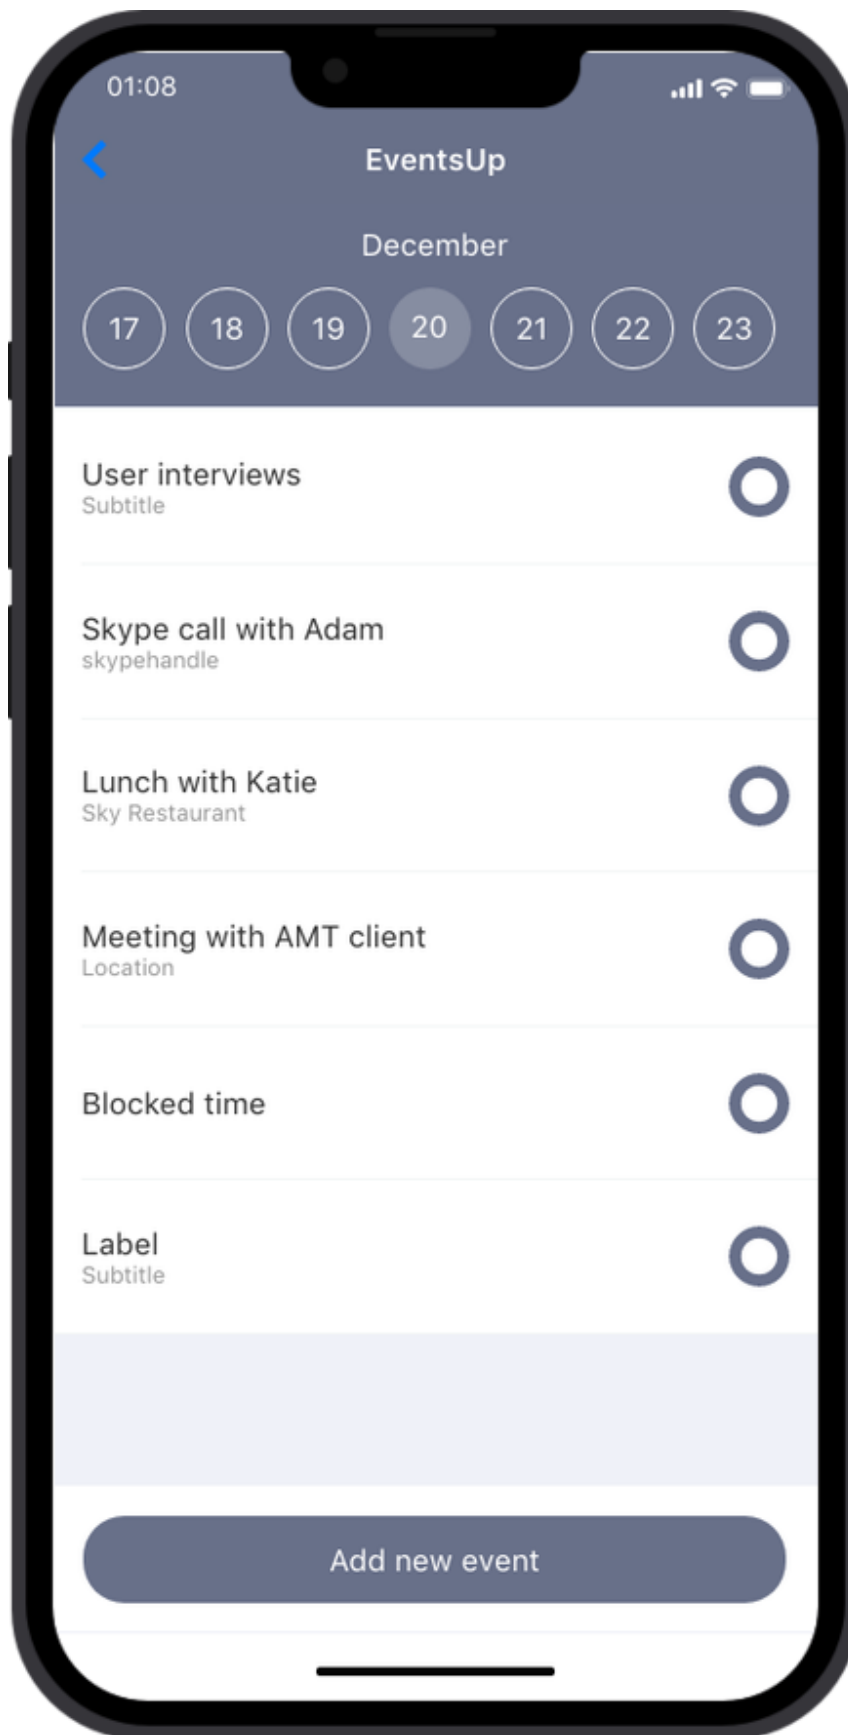 01:08
EventsUp
December
17 18 19 20 21 22 23
User interviews
Subtitle
Skype call with Adam
skypehandle
Lunch with Katie
Sky Restaurant
Meeting with AMT client
Location
Blocked time
Label
Subtitle
Add new event